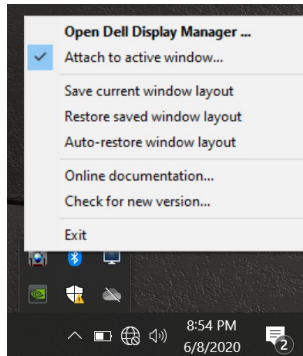 Open Dell Display Manager ...
Attach to active window...
Save current window layout
Restore saved window layout
Auto-restore window layout
Online documentation...
Check for new version...
Exit
8:54 PM
6/8/2020
2